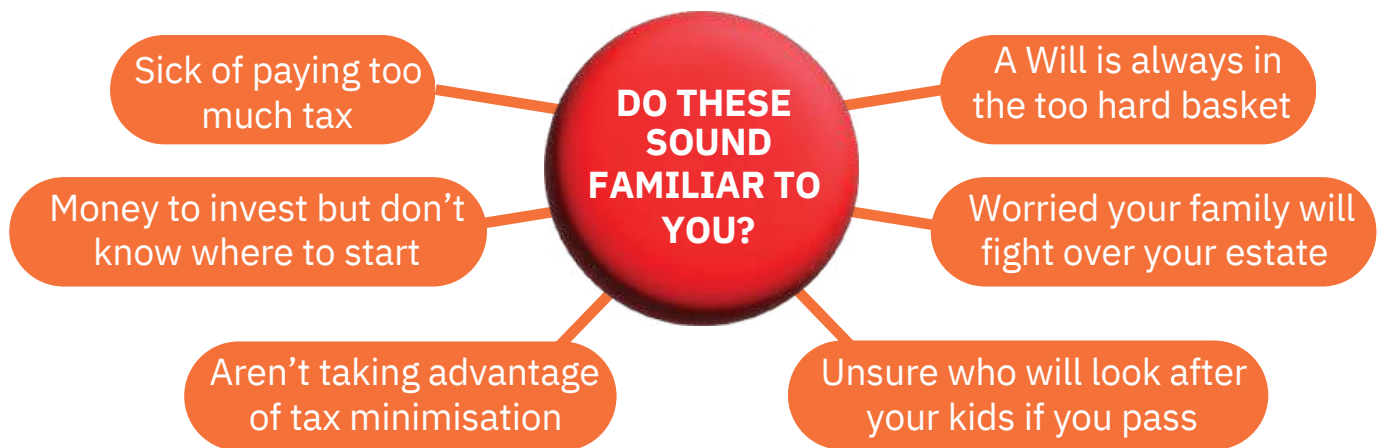 DO THESE
SOUND
FAMILIAR TO
YOU?
Sick of paying too
much tax
Money to invest but don’t
know where to start
Aren’t taking advantage
of tax minimisation
A Will is always in
the too hard basket
Worried your family will
fight over your estate
Unsure who will look after
your kids if you pass